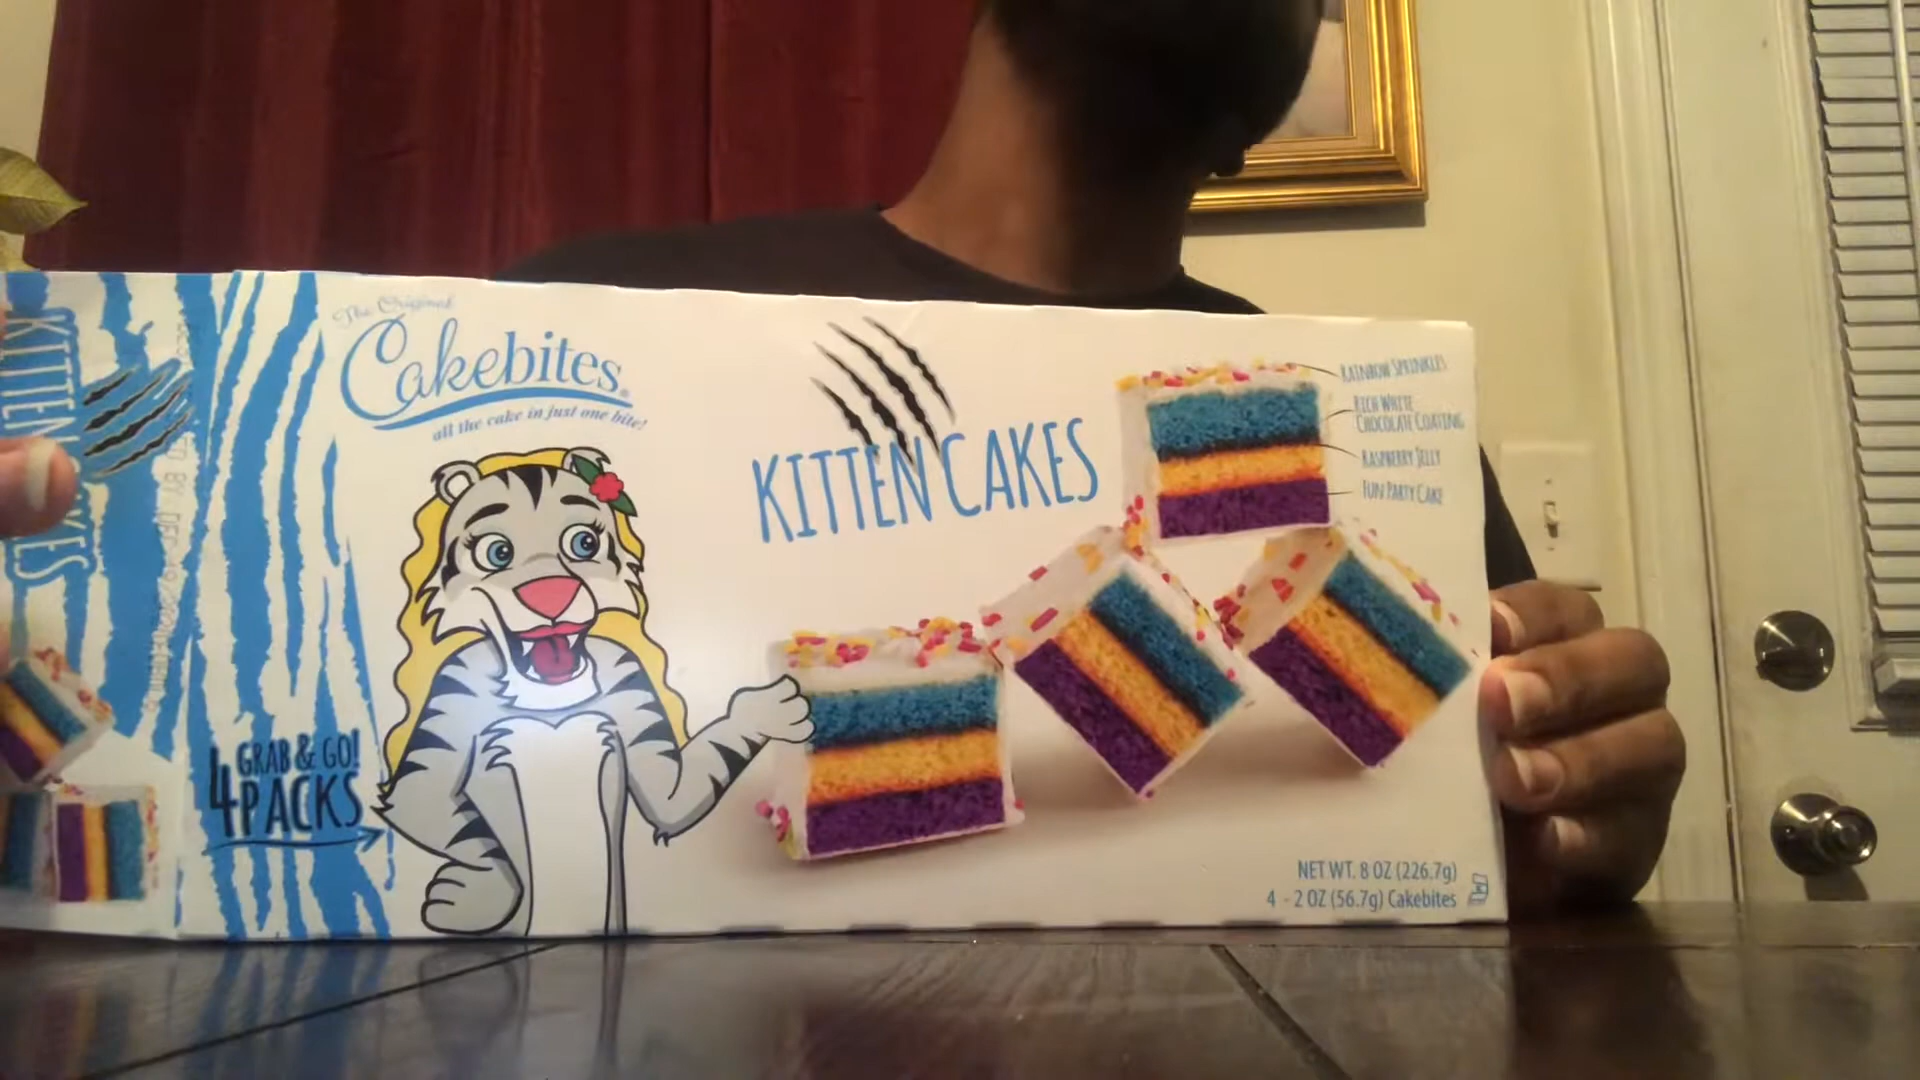 The Original
Cakebites
all the cake in just one bite!
KITTEN CAKES
RAINBOW SPRINKLES
RICH WHITE
CHOCOLATE COATING
RASPBERRY JELLY
FUN PARTY CAKE
4 GRAB & GO!
PACKS
NET WT. 8 OZ (226.7g)
4 - 2 OZ (56.7g) Cakebites
KITTEN CAKES